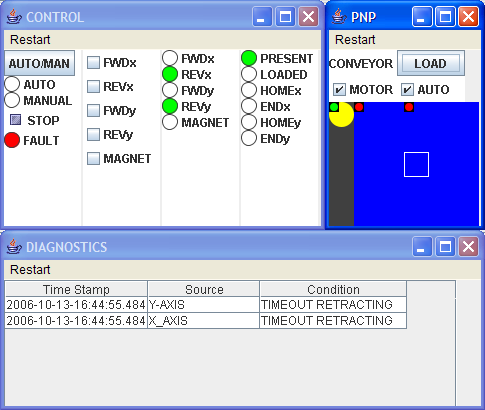 CONTROL
Restart
AUTO/MAN
AUTO
MANUAL
STOP
FAULT
FWDx
REVx
FWDy
REVy
MAGNET
FWDx
REVx
FWDy
REVy
MAGNET
PRESENT
LOADED
HOMEx
ENDx
HOMEy
ENDy
PNP
Restart
CONVEYOR LOAD
MOTOR AUTO
DIAGNOSTICS
Restart
Time Stamp Source Condition
2006-10-13-16:44:55.484 Y-AXIS TIMEOUT RETRACTING
2006-10-13-16:44:55.484 X_AXIS TIMEOUT RETRACTING